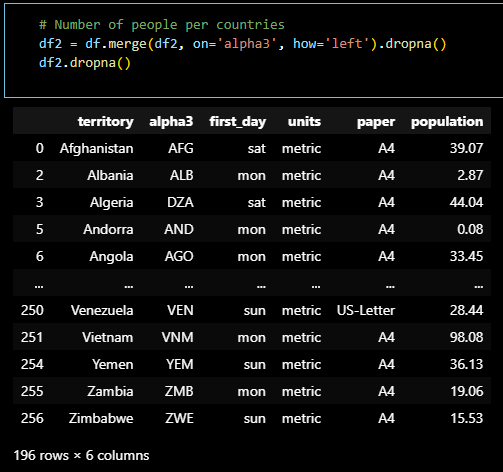 # Number of people per countries
df2 = df.merge(df2, on='alpha3', how='left').dropna()
df2.dropna()
territory alpha3 first_day units paper population
0 Afghanistan AFG sat metric A4 39.07
2 Albania ALB mon metric A4 2.87
3 Algeria DZA sat metric A4 44.04
5 Andorra AND mon metric A4 0.08
6 Angola AGO mon metric A4 33.45
... ... ... ... ... ... ...
250 Venezuela VEN sun metric US-Letter 28.44
251 Vietnam VNM mon metric A4 98.08
254 Yemen YEM sun metric A4 36.13
255 Zambia ZMB mon metric A4 19.06
256 Zimbabwe ZWE sun metric A4 15.53
196 rows × 6 columns